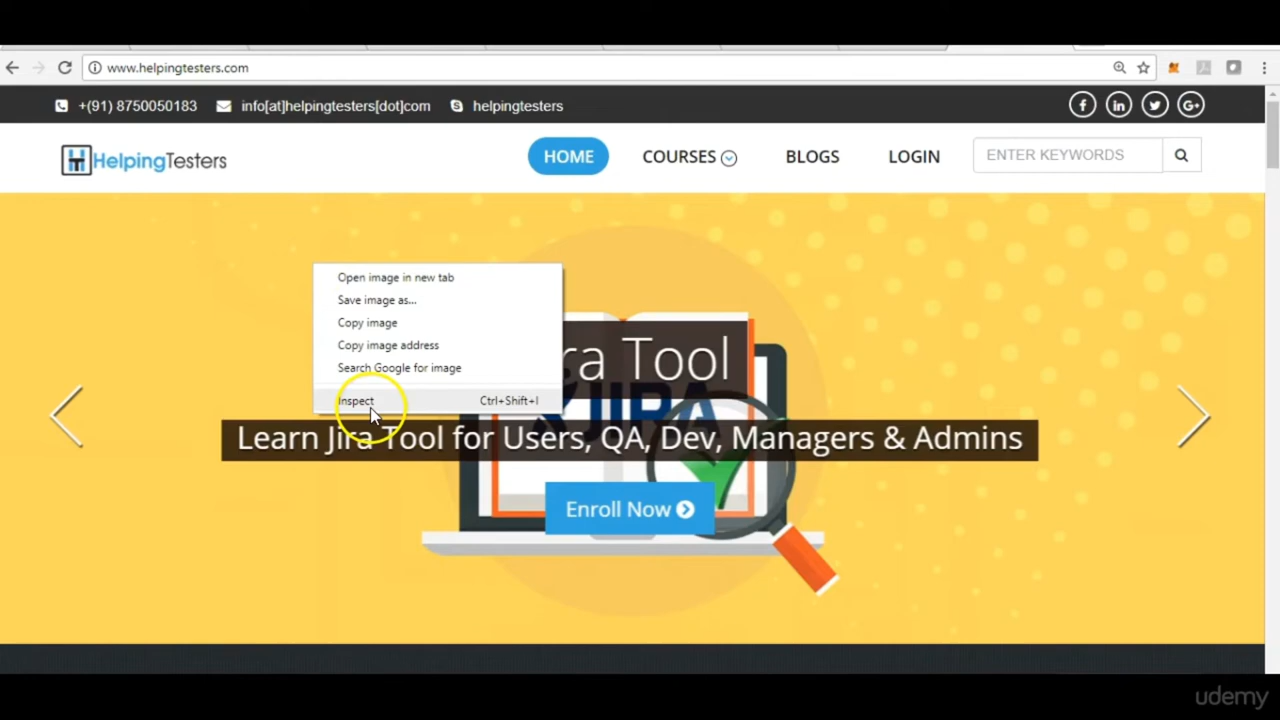 www.helpingtesters.com
+(91) 8750050183 info[at]helpingtesters[dot]com helpingtesters
HelpingTesters HOME COURSES BLOGS LOGIN ENTER KEYWORDS
Open image in new tab
Save image as...
Copy image
Copy image address
Search Google for image
Inspect Ctrl+Shift+I
ra Tool
JIRA
Learn Jira Tool for Users, QA, Dev, Managers & Admins
Enroll Now
udemy